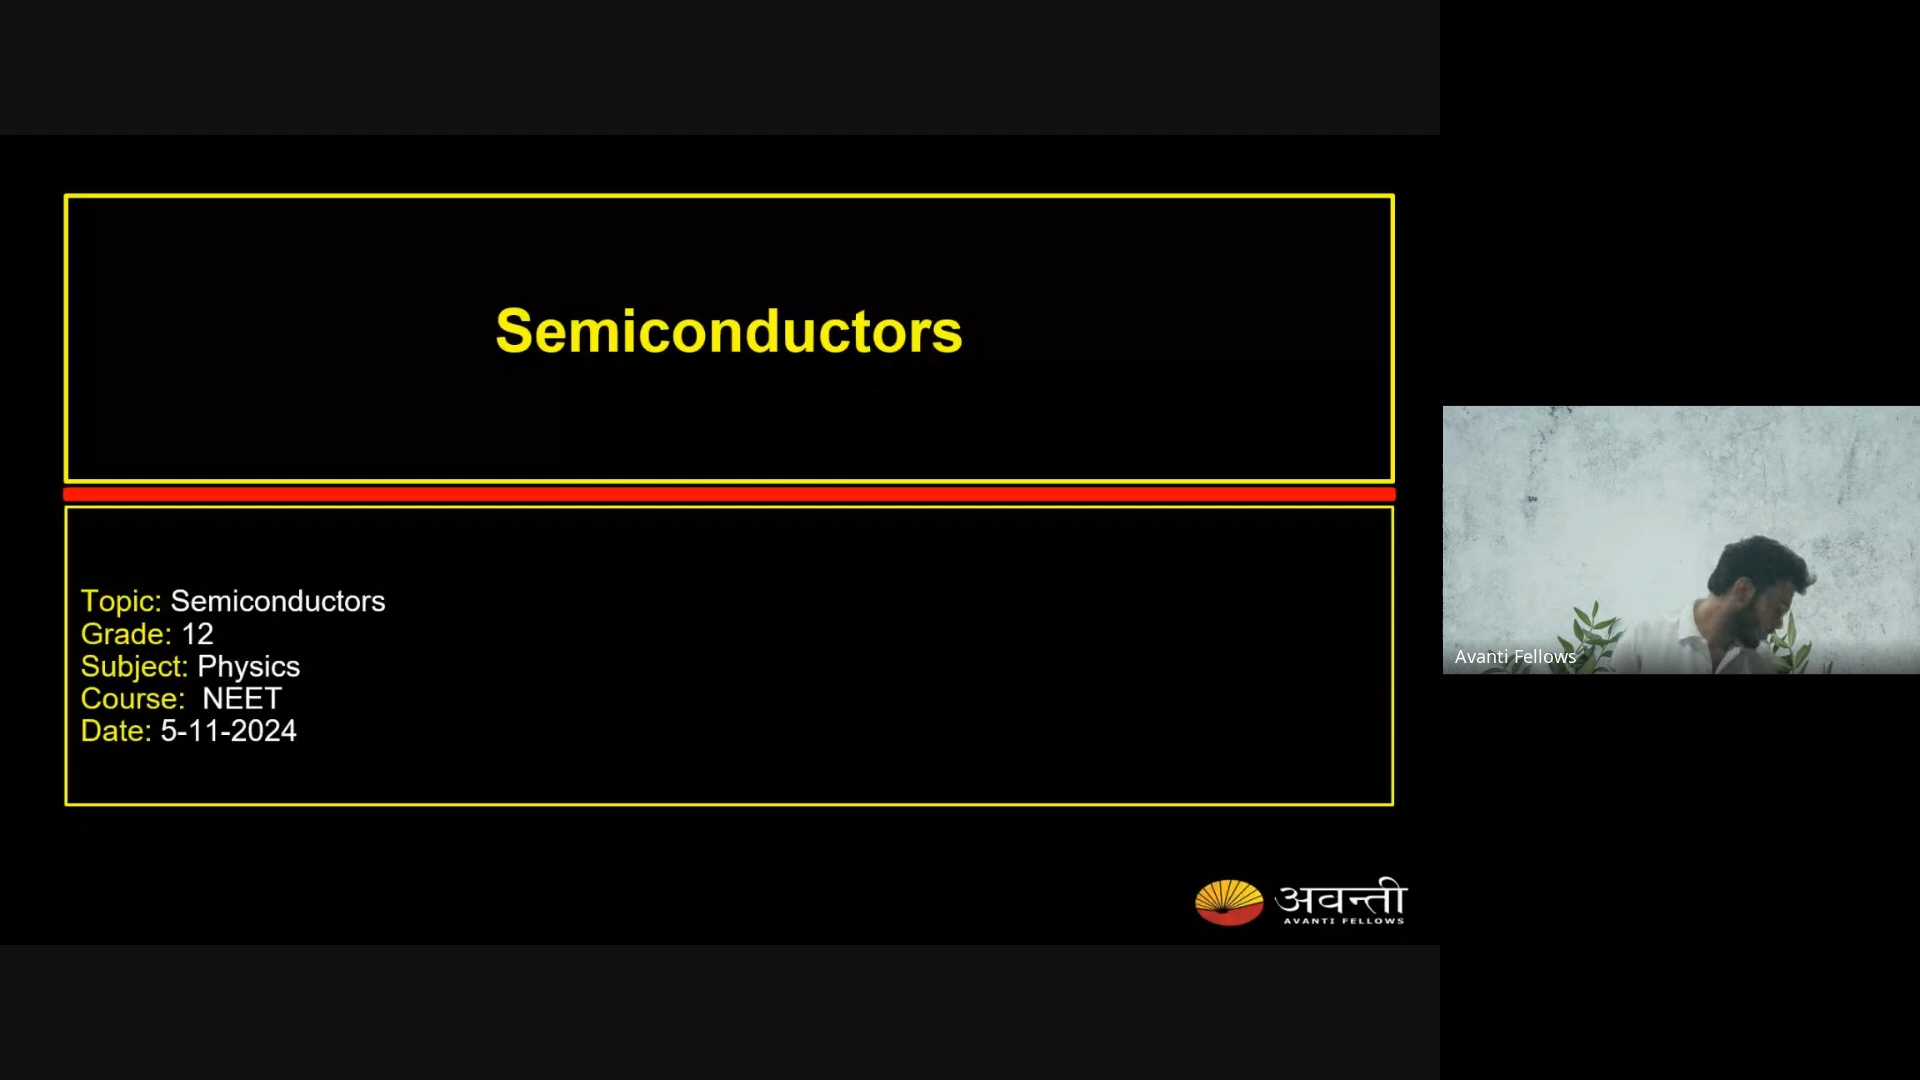 Semiconductors
Topic: Semiconductors
Grade: 12
Subject: Physics
Course: NEET
Date: 5-11-2024
अवन्ती
AVANTI FELLOWS
Avanti Fellows